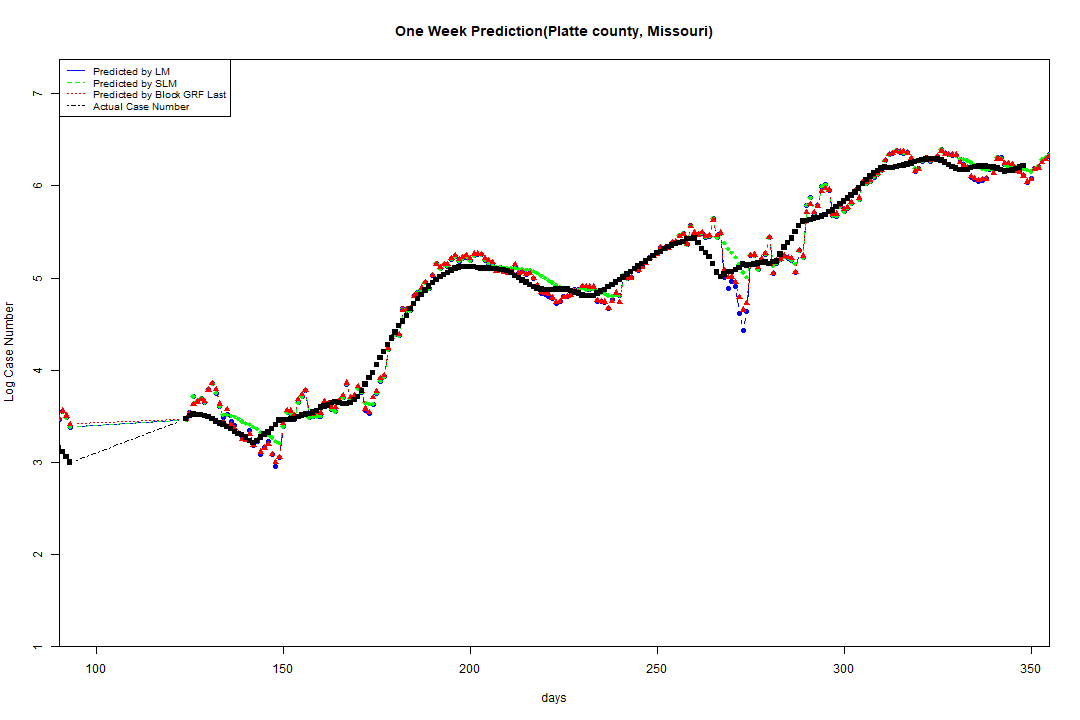 One Week Prediction(Platte county, Missouri)
Predicted by LM
Predicted by SLM
Predicted by Block GRF Last
Actual Case Number
7
6
5
4
3
2
1
Log Case Number
100 150 200 250 300 350
days